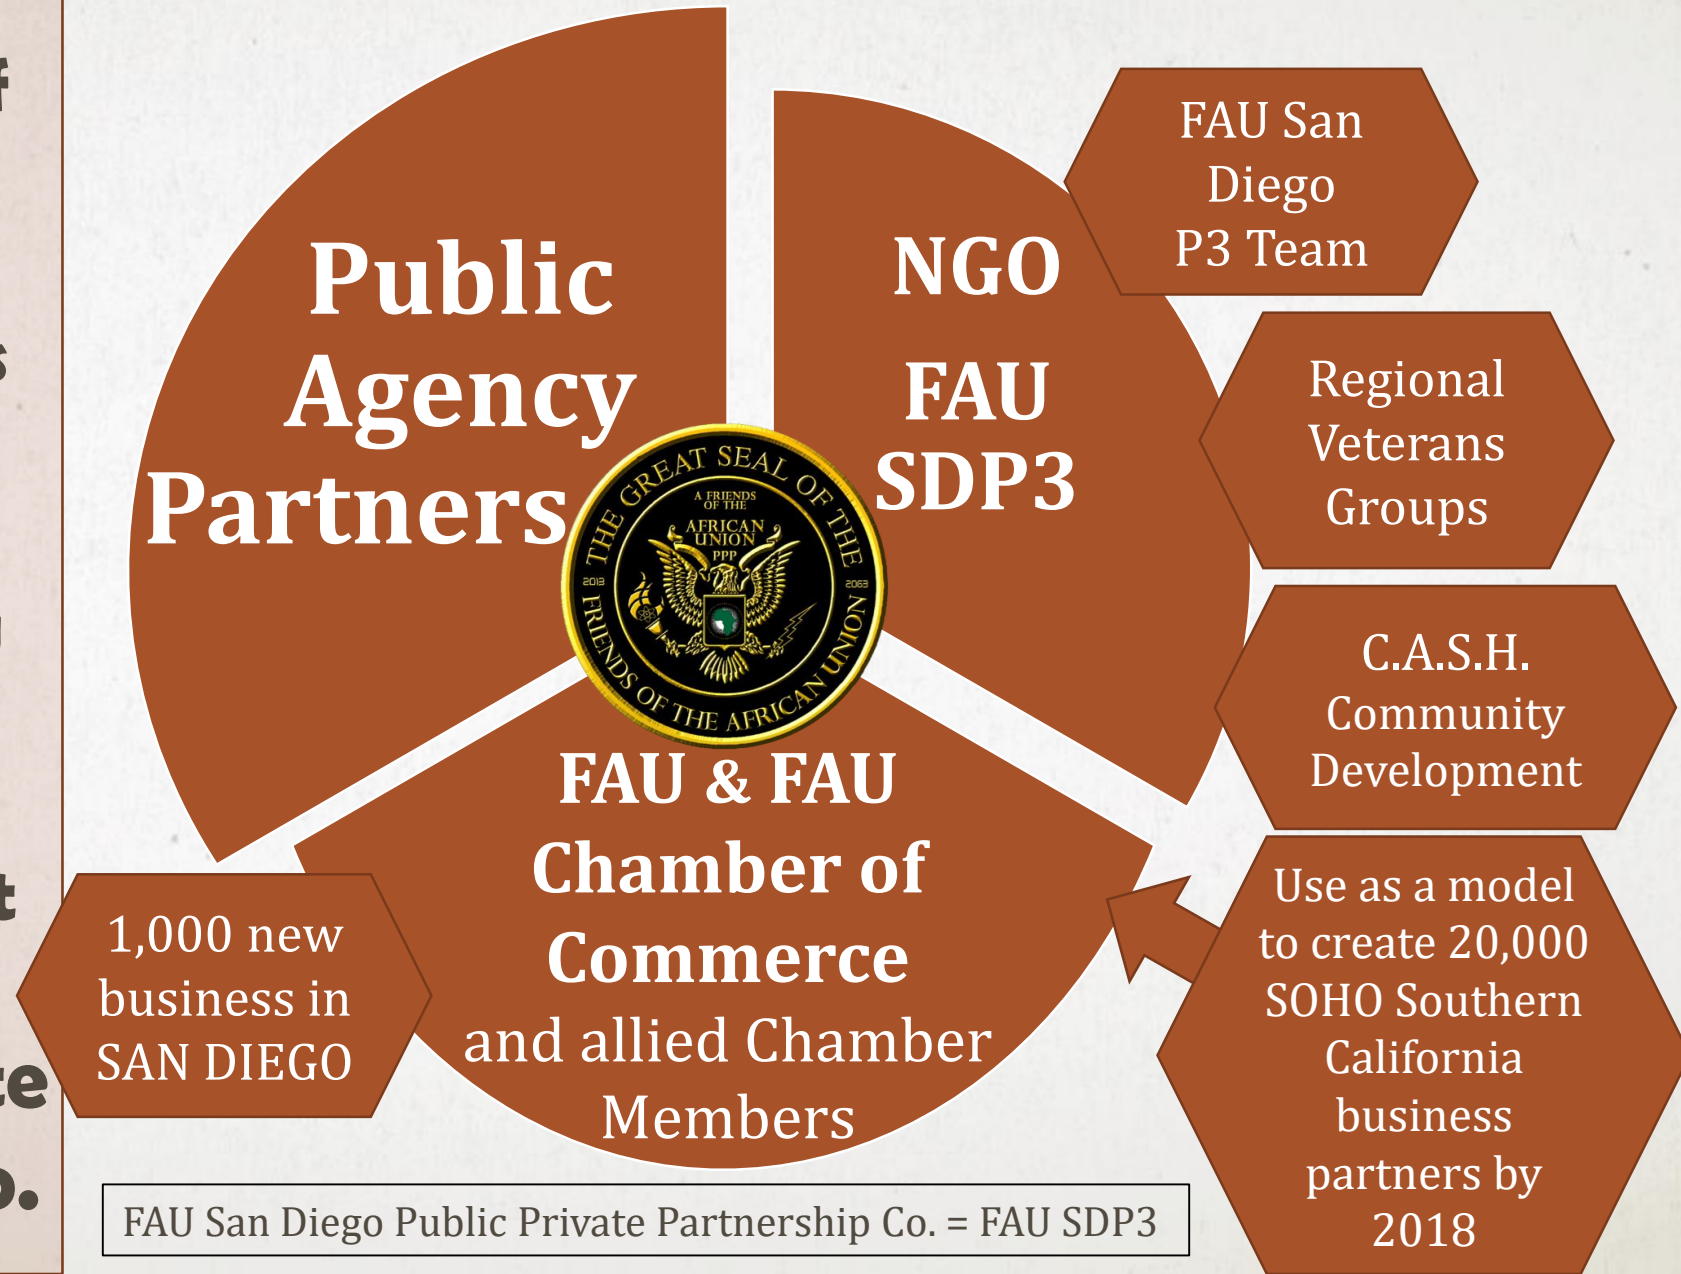 Public
Agency
Partners
NGO
FAU
SDP3
FAU San
Diego
P3 Team
Regional
Veterans
Groups
C.A.S.H.
Community
Development
Use as a model
to create 20,000
SOHO Southern
California
business
partners by
2018
THE GREAT SEAL OF THE
A FRIENDS
OF THE
AFRICAN
UNION
PPP
2013
2063
FRIENDS OF THE AFRICAN UNION
FAU & FAU
Chamber of
Commerce
and allied Chamber
Members
1,000 new
business in
SAN DIEGO
FAU San Diego Public Private Partnership Co. = FAU SDP3